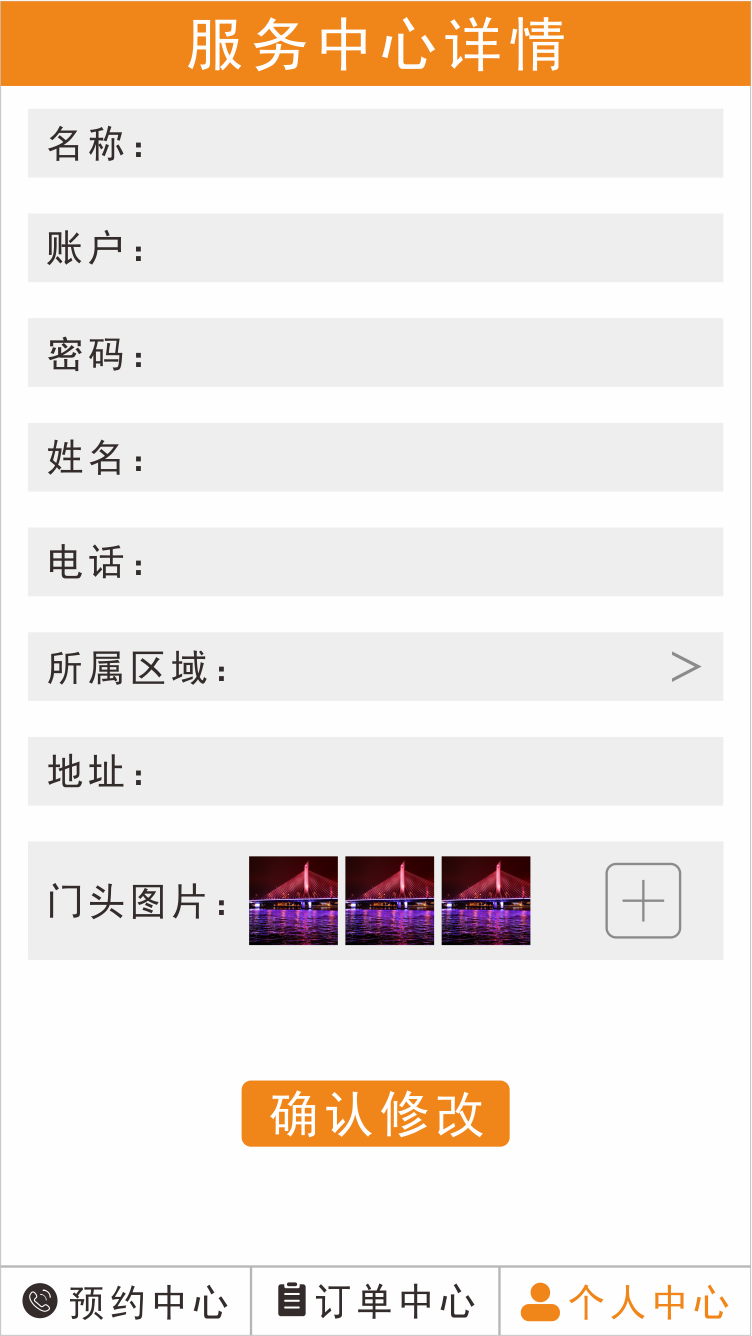 服务中心详情
名称：
账户：
密码：
姓名：
电话：
所属区域：
地址：
门头图片：
确认修改
预约中心
订单中心
个人中心